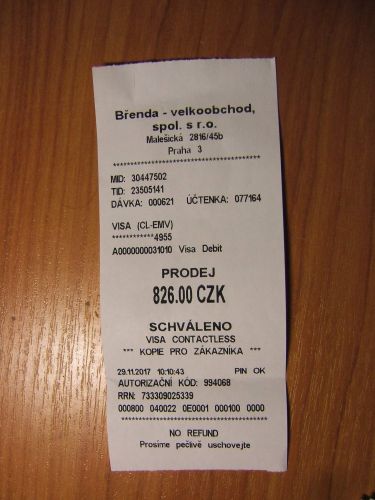 Břenda - velkoobchod,
spol. s r.o.
Malešická 2816/45b
Praha 3
****************************************
MID: 30447502
TID: 23505141
DÁVKA: 000621 ÚČTENKA: 077164
VISA (CL-EMV)
************4955
A0000000031010 Visa Debit
PRODEJ
826.00 CZK
SCHVÁLENO
VISA CONTACTLESS
*** KOPIE PRO ZÁKAZNÍKA ***
29.11.2017 10:10:43 PIN OK
AUTORIZAČNÍ KÓD: 994068
RRN: 733309025339
000800 040022 0E0001 000100 0000
****************************************
NO REFUND
Prosíme pečlivě uschovejte